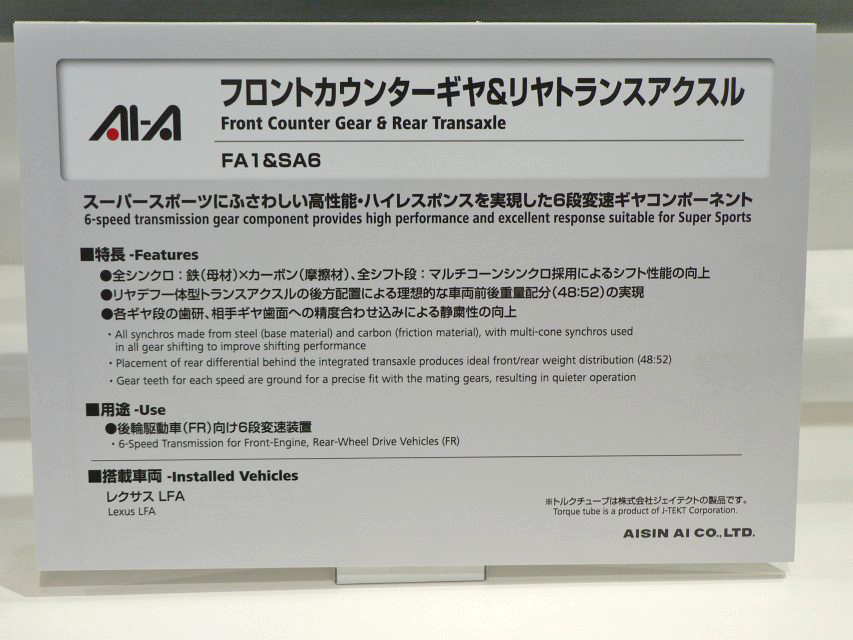 AI-A
フロントカウンターギヤ&リヤトランスアクスル
Front Counter Gear & Rear Transaxle
FA1&SA6
スーパースポーツにふさわしい高性能・ハイレスポンスを実現した6段変速ギヤコンポーネント
6-speed transmission gear component provides high performance and excellent response suitable for Super Sports
■特長 -Features
●全シンクロ：鉄(母材)×カーボン(摩擦材)、全シフト段：マルチコーンシンクロ採用によるシフト性能の向上
●リヤデフ一体型トランスアクスルの後方配置による理想的な車両前後重量配分(48:52)の実現
●各ギヤ段の歯研、相手ギヤ歯面への精度合わせ込みによる静粛性の向上
・All synchros made from steel (base material) and carbon (friction material), with multi-cone synchros used
in all gear shifting to improve shifting performance
・Placement of rear differential behind the integrated transaxle produces ideal front/rear weight distribution (48:52)
・Gear teeth for each speed are ground for a precise fit with the mating gears, resulting in quieter operation
■用途 -Use
●後輪駆動車(FR)向け6段変速装置
・6-Speed Transmission for Front-Engine, Rear-Wheel Drive Vehicles (FR)
■搭載車両 -Installed Vehicles
レクサス LFA
Lexus LFA
※トルクチューブは株式会社ジェイテクトの製品です。
Torque tube is a product of J-TEKT Corporation.
AISIN AI CO.,LTD.